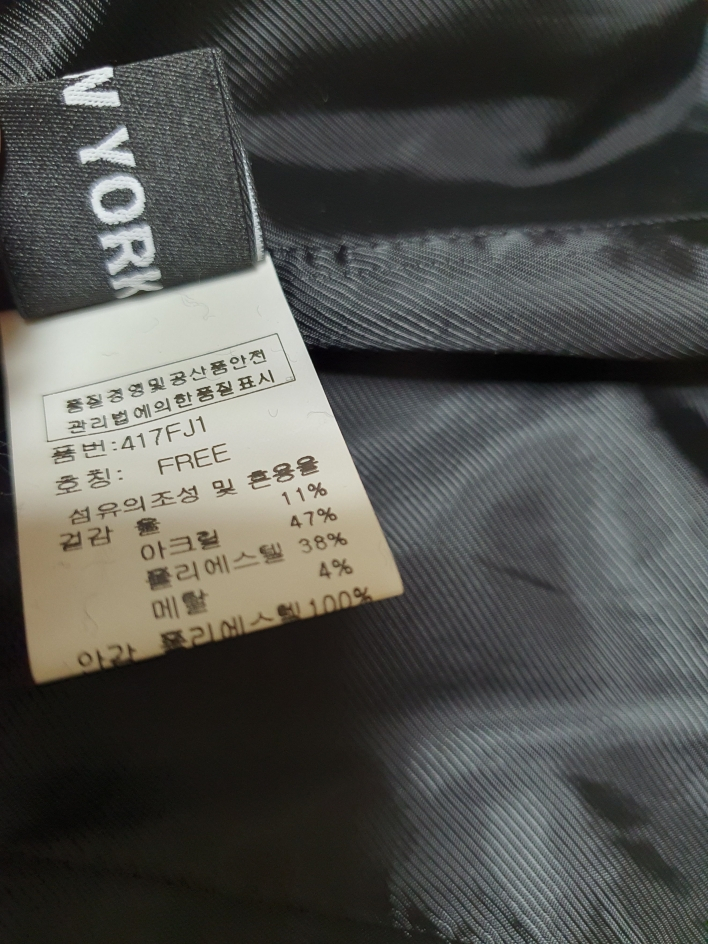 W YORK
품질경영및공산품안전
관리법에의한품질표시
품번:417FJ1
호칭: FREE
섬유의조성 및 혼용율
겉감 울 11%
아크릴 47%
폴리에스텔 38%
메탈 4%
안감 폴리에스텔 100%